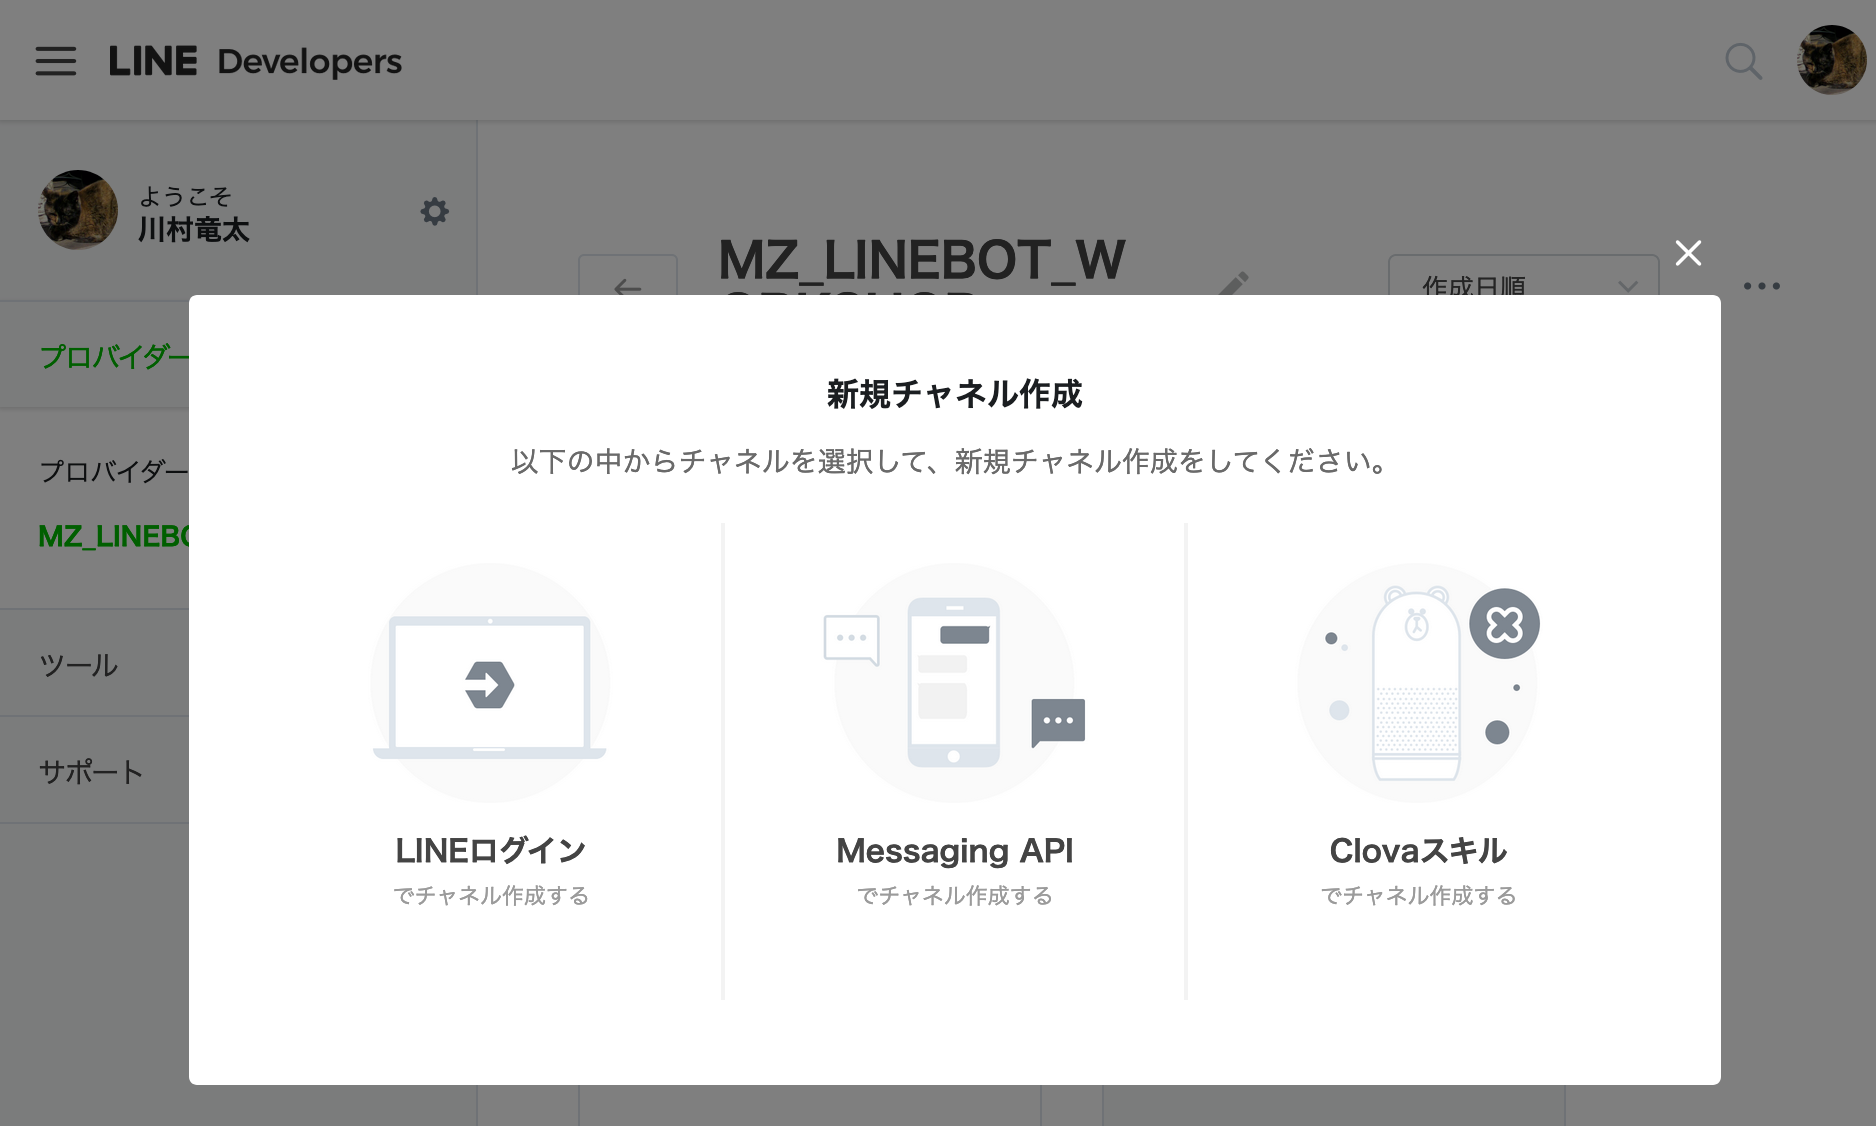 LINE Developers
ようこそ
川村竜太
MZ_LINEBOT_W
作成日順
プロバイダー
プロバイダー
MZ_LINEBO
ツール
サポート
新規チャネル作成
以下の中からチャネルを選択して、新規チャネル作成をしてください。
LINEログイン
でチャネル作成する
Messaging API
でチャネル作成する
Clovaスキル
でチャネル作成する